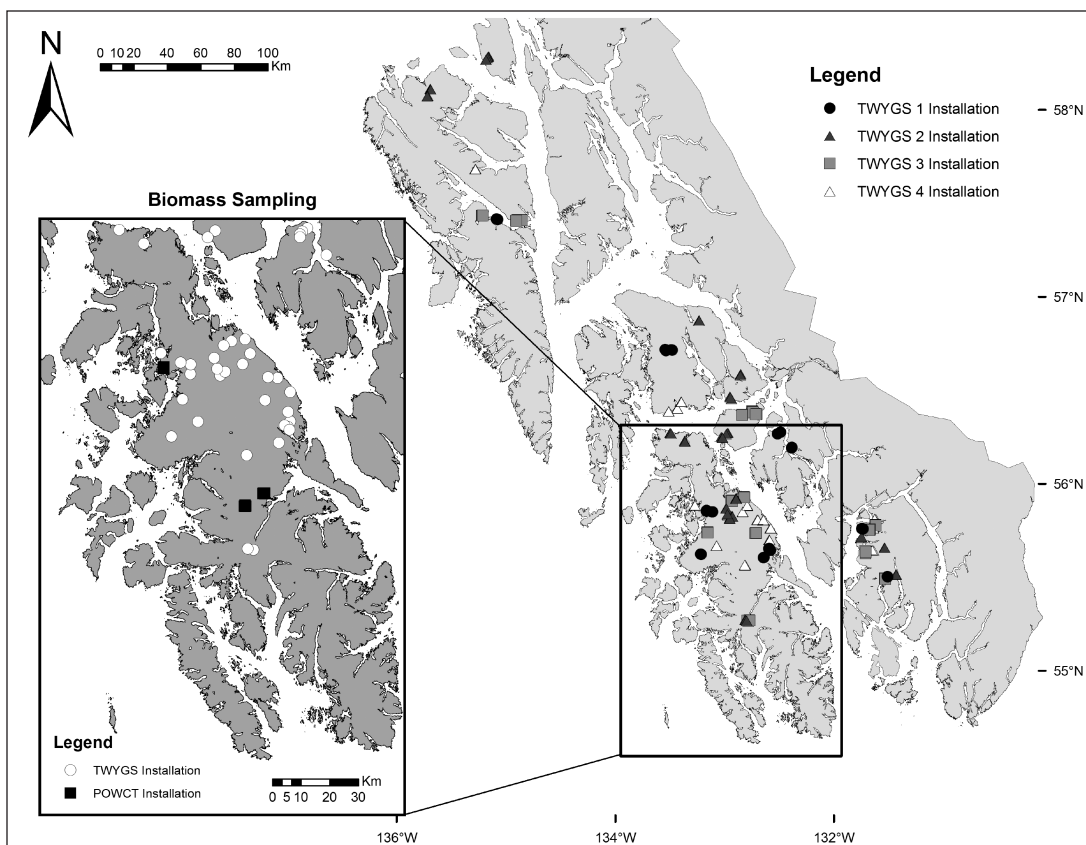 N
0 10 20 40 60 80 100
Km
Legend
TWYGS 1 Installation
TWYGS 2 Installation
TWYGS 3 Installation
TWYGS 4 Installation
58°N
57°N
56°N
55°N
Biomass Sampling
Legend
TWYGS Installation
POWCT Installation
Km
0 5 10 20 30
136°W
134°W
132°W